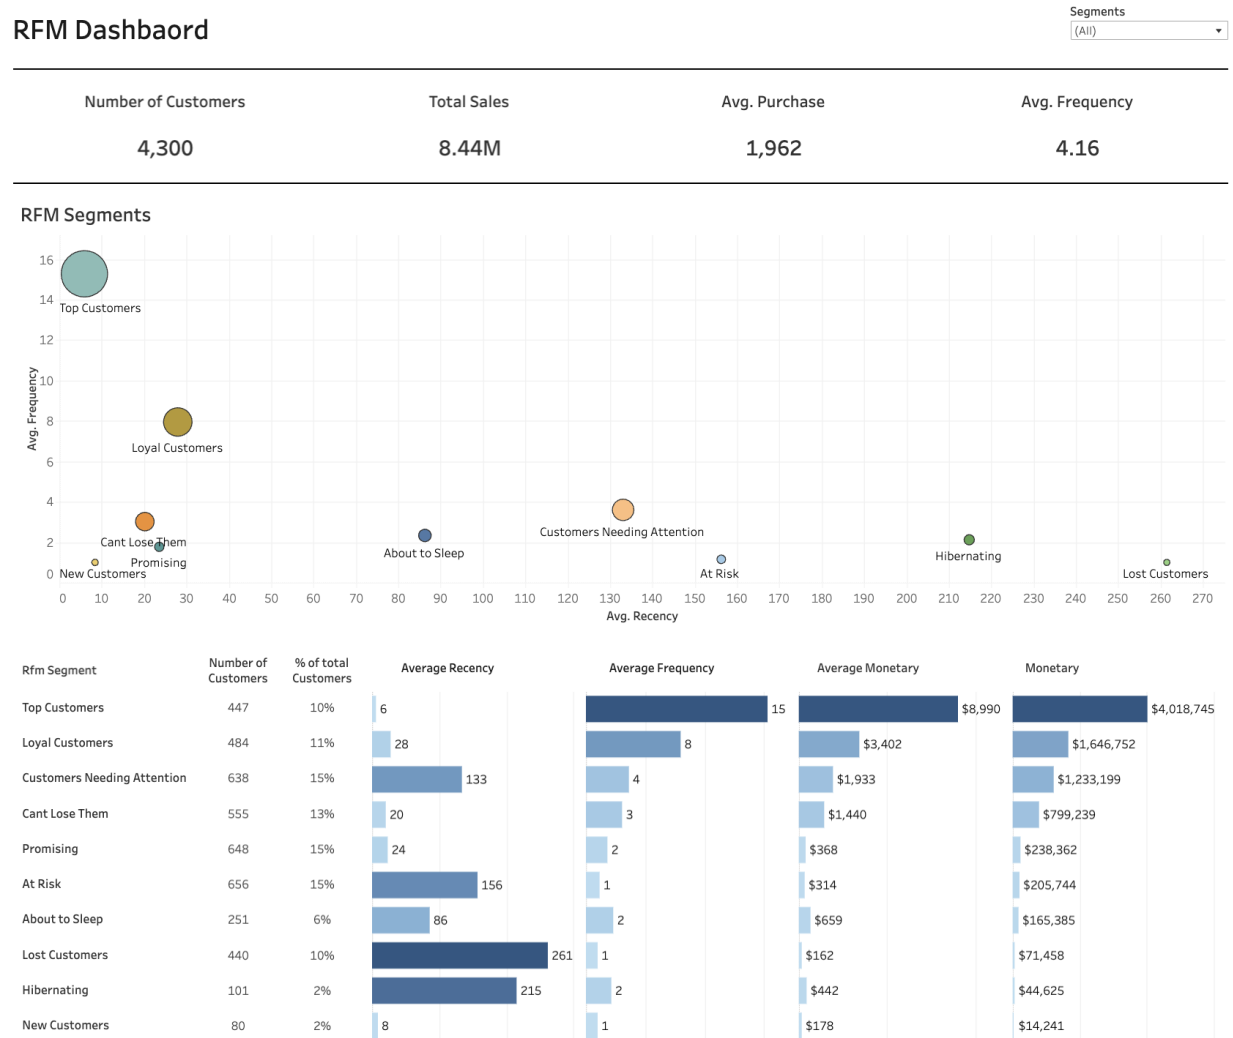 RFM Dashbaord
Segments
(All)
Number of Customers
Total Sales
Avg. Purchase
Avg. Frequency
4,300
8.44M
1,962
4.16
RFM Segments
Avg. Frequency
16
14
12
10
8
6
4
2
0
Top Customers
Loyal Customers
Cant Lose Them
Promising
New Customers
About to Sleep
Customers Needing Attention
At Risk
Hibernating
Lost Customers
0 10 20 30 40 50 60 70 80 90 100 110 120 130 140 150 160 170 180 190 200 210 220 230 240 250 260 270
Avg. Recency
Rfm Segment
Number of
Customers
% of total
Customers
Average Recency
Average Frequency
Average Monetary
Monetary
Top Customers 447 10% 6 15 $8,990 $4,018,745
Loyal Customers 484 11% 28 8 $3,402 $1,646,752
Customers Needing Attention 638 15% 133 4 $1,933 $1,233,199
Cant Lose Them 555 13% 20 3 $1,440 $799,239
Promising 648 15% 24 2 $368 $238,362
At Risk 656 15% 156 1 $314 $205,744
About to Sleep 251 6% 86 2 $659 $165,385
Lost Customers 440 10% 261 1 $162 $71,458
Hibernating 101 2% 215 2 $442 $44,625
New Customers 80 2% 8 1 $178 $14,241